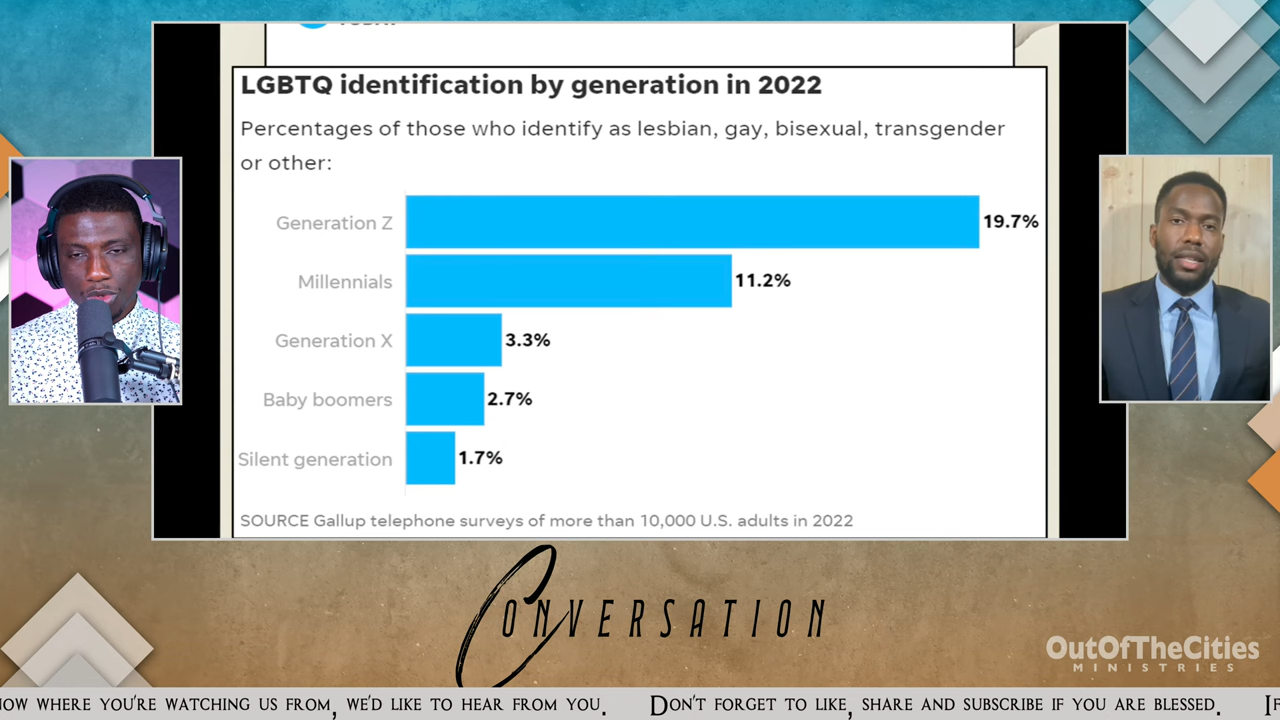 LGBTQ identification by generation in 2022
Percentages of those who identify as lesbian, gay, bisexual, transgender
or other:
Generation Z 19.7%
Millennials 11.2%
Generation X 3.3%
Baby boomers 2.7%
Silent generation 1.7%
SOURCE Gallup telephone surveys of more than 10,000 U.S. adults in 2022
CONVERSATION
OutOfTheCities
MINISTRIES
WHERE YOU'RE WATCHING US FROM, WE'D LIKE TO HEAR FROM YOU. DON'T FORGET TO LIKE, SHARE AND SUBSCRIBE IF YOU ARE BLESSED.